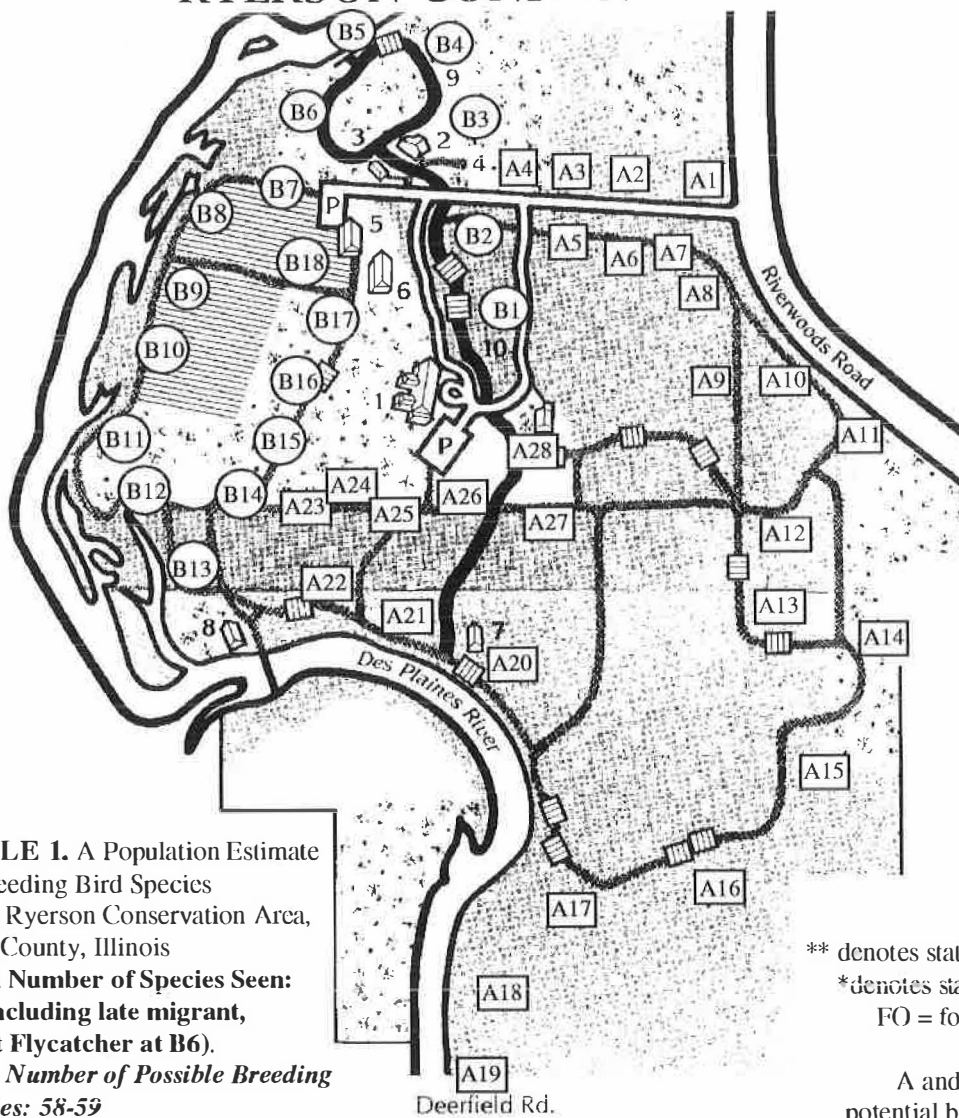 B5
B4
9
B6
B3
3
2
4
A4
A3
A2
A1
B7
B8
P
5
B2
A5
A6
A7
B18
A8
6
B9
B17
B1
Riverwoods Road
B10
10
B16
A9
A10
1
B11
B15
P
A28
A11
B12
B14
A24
A23
A25
A26
A27
A12
B13
A22
A13
8
A21
7
A20
A14
Des Plaines River
A15
LE 1. A Population Estimate
eeding Bird Species
Ryerson Conservation Area,
County, Illinois
Number of Species Seen:
ncluding late migrant,
t Flycatcher at B6).
Number of Possible Breeding
es: 58-59
A16
A17
A18
A19
Deerfield Rd.
** denotes stat
*denotes sta
FO = fo
A and
potential b